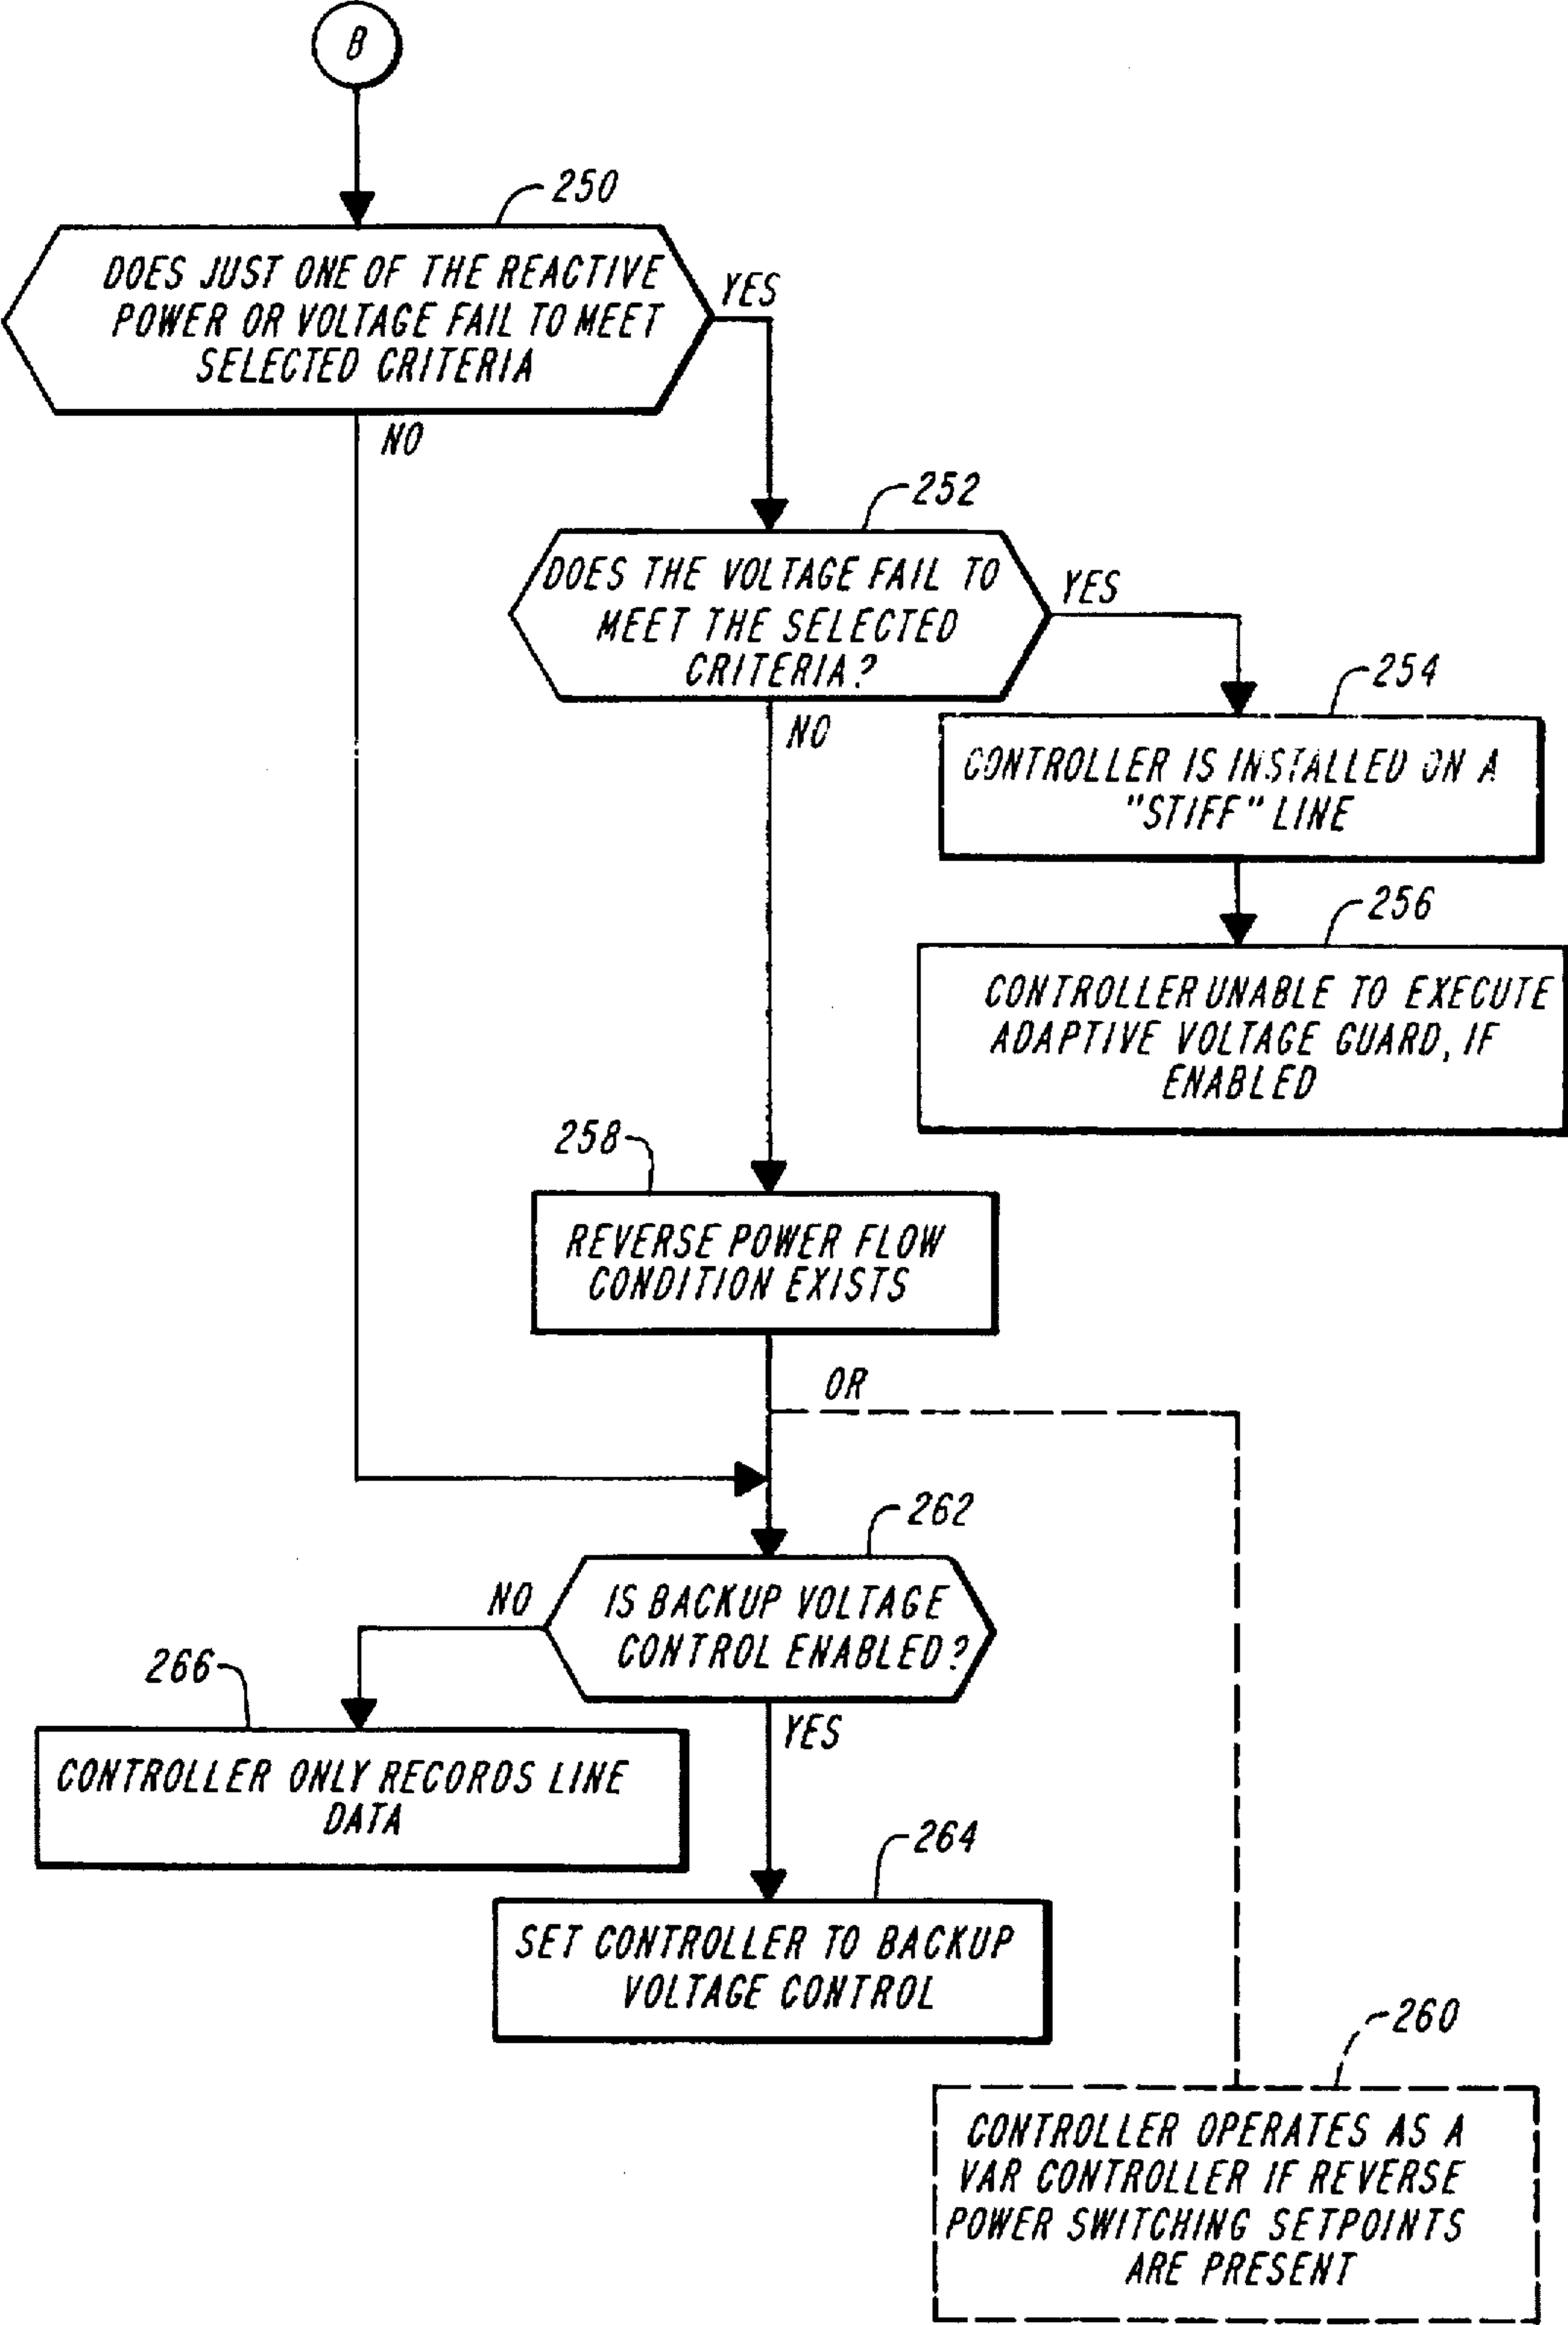 B
250
DOES JUST ONE OF THE REACTIVE
POWER OR VOLTAGE FAIL TO MEET
SELECTED CRITERIA
YES
NO
252
DOES THE VOLTAGE FAIL TO
MEET THE SELECTED
CRITERIA?
YES
NO
254
CONTROLLER IS INSTALLED ON A
"STIFF" LINE
256
CONTROLLER UNABLE TO EXECUTE
ADAPTIVE VOLTAGE GUARD, IF
ENABLED
258
REVERSE POWER FLOW
CONDITION EXISTS
OR
262
IS BACKUP VOLTAGE
CONTROL ENABLED?
NO
YES
266
CONTROLLER ONLY RECORDS LINE
DATA
264
SET CONTROLLER TO BACKUP
VOLTAGE CONTROL
260
CONTROLLER OPERATES AS A
VAR CONTROLLER IF REVERSE
POWER SWITCHING SETPOINTS
ARE PRESENT